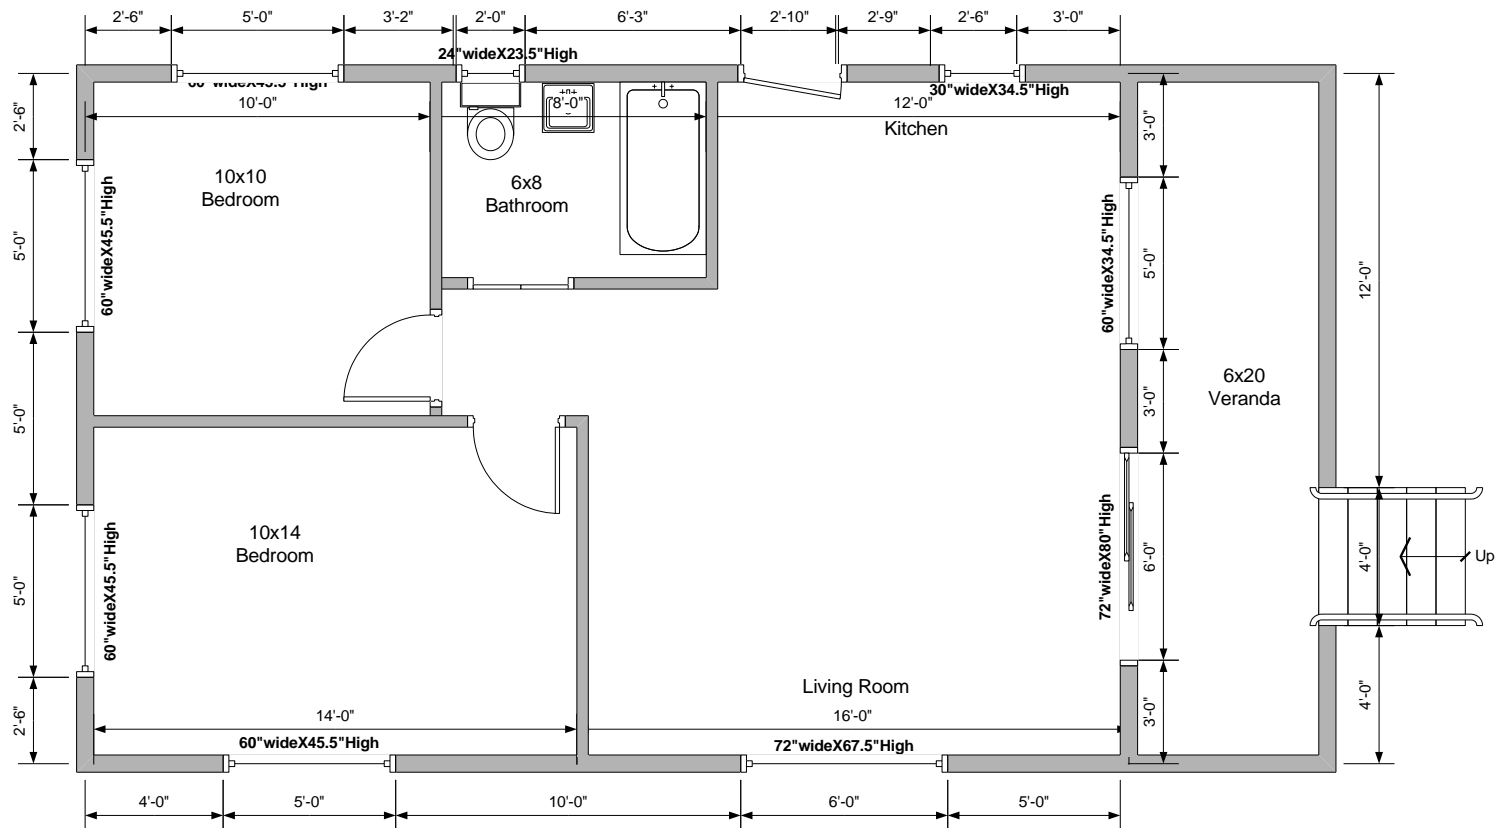 2'-6"
5'-0"
3'-2"
2'-0"
6'-3"
2'-10"
2'-9"
2'-6"
3'-0"
24"wideX23.5"High
30"wideX34.5"High
10'-0"
8'-0"
12'-0"
Kitchen
2'-6"
5'-0"
5'-0"
5'-0"
2'-6"
60"wideX45.5"High
10x10
Bedroom
6x8
Bathroom
60"wideX34.5"High
3'-0"
5'-0"
3'-0"
6'-0"
3'-0"
6x20
Veranda
12'-0"
4'-0"
4'-0"
Up
60"wideX45.5"High
10x14
Bedroom
72"wideX80"High
Living Room
14'-0"
16'-0"
60"wideX45.5"High
72"wideX67.5"High
4'-0"
5'-0"
10'-0"
6'-0"
5'-0"